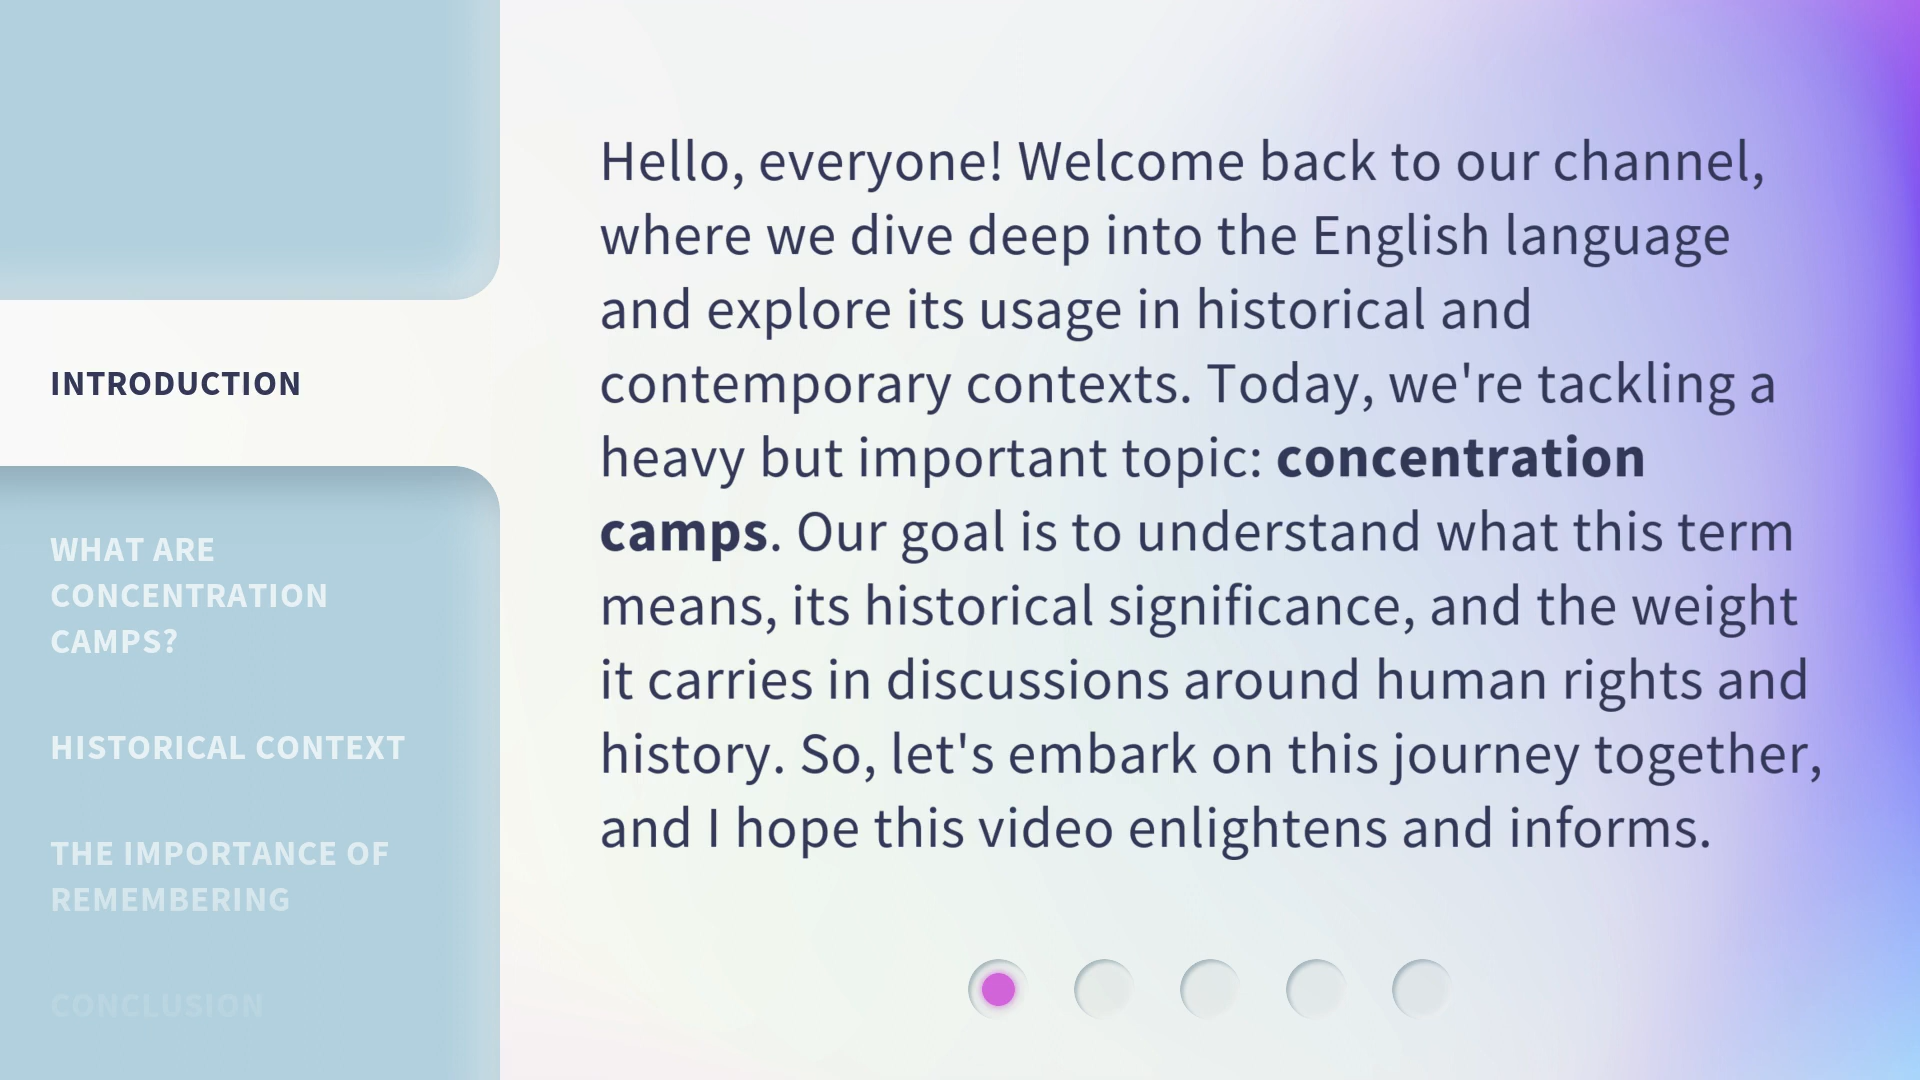 INTRODUCTION
WHAT ARE
CONCENTRATION
CAMPS?
HISTORICAL CONTEXT
THE IMPORTANCE OF
REMEMBERING
CONCLUSION
Hello, everyone! Welcome back to our channel,
where we dive deep into the English language
and explore its usage in historical and
contemporary contexts. Today, we're tackling a
heavy but important topic: concentration
camps. Our goal is to understand what this term
means, its historical significance, and the weight
it carries in discussions around human rights and
history. So, let's embark on this journey together,
and I hope this video enlightens and informs.